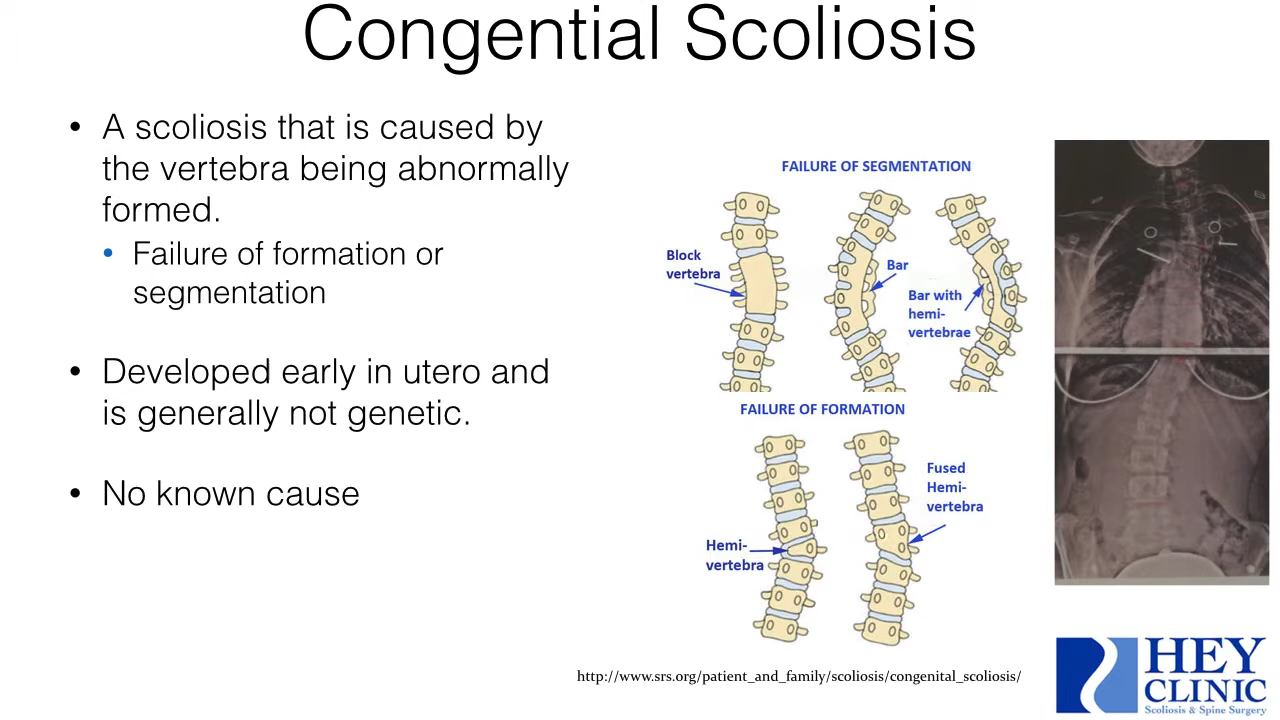 Congential Scoliosis
• A scoliosis that is caused by
the vertebra being abnormally
formed.
• Failure of formation or
segmentation
• Developed early in utero and
is generally not genetic.
• No known cause
FAILURE OF SEGMENTATION
Block
vertebra
Bar
Bar with
hemi-
vertebrae
FAILURE OF FORMATION
Hemi-
vertebra
Fused
Hemi-
vertebra
http://www.srs.org/patient_and_family/scoliosis/congenital_scoliosis/
HEY
CLINIC
Scoliosis & Spine Surgery